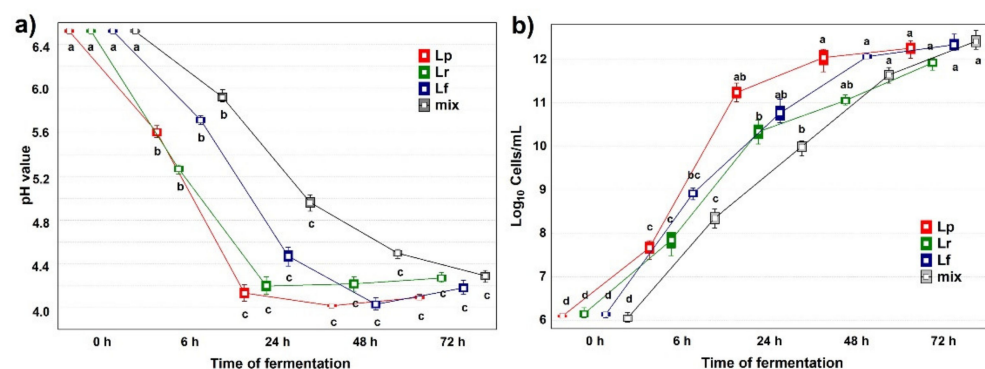 a)
pH value
6.4
6.0
5.6
5.2
4.8
4.4
4.0
a a a a
b
b
b
b
c
c
c
c
c
c
c
c
c
c
c
c
Lp
Lr
Lf
mix
0 h 6 h 24 h 48 h 72 h
Time of fermentation
b)
Log₁₀ Cells/mL
12
11
10
9
8
7
6
d d d d
c
c
bc
c
ab
b
ab
b
a
ab
a
a
a
a
a
a
Lp
Lr
Lf
mix
0 h 6 h 24 h 48 h 72 h
Time of fermentation